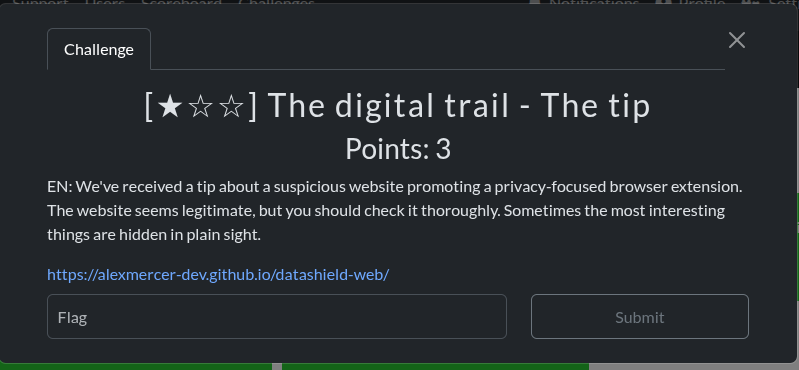 Support Users Scoreboard Challenges Notifications Profile
Challenge
[★☆☆] The digital trail - The tip
Points: 3
EN: We've received a tip about a suspicious website promoting a privacy-focused browser extension.
The website seems legitimate, but you should check it thoroughly. Sometimes the most interesting
things are hidden in plain sight.
https://alexmercer-dev.github.io/datashield-web/
Flag
Submit